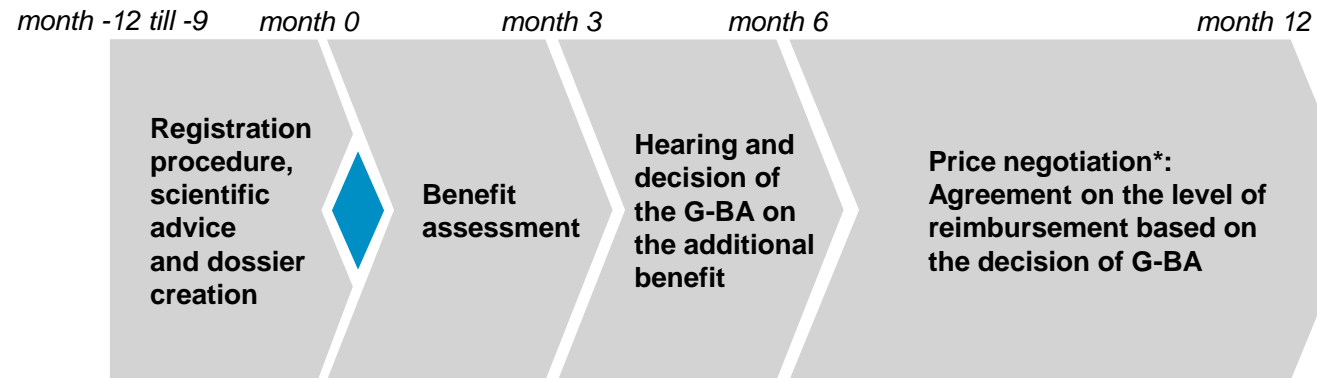 month -12 till -9 month 0 month 3 month 6 month 12
Registration
procedure,
scientific
advice
and dossier
creation
Benefit
assessment
Hearing and
decision of
the G-BA on
the additional
benefit
Price negotiation*:
Agreement on the level of
reimbursement based on
the decision of G-BA